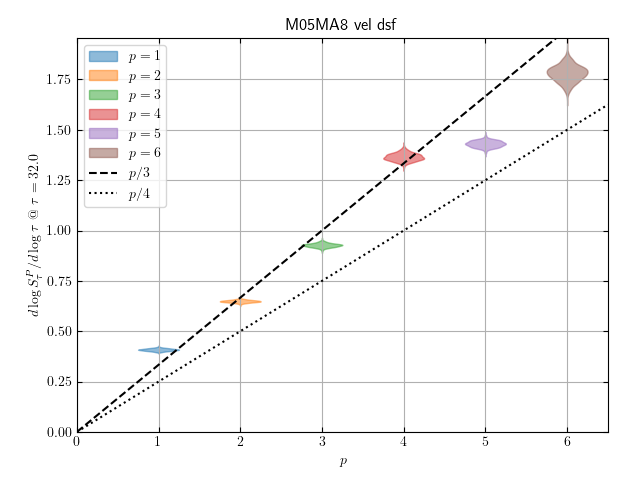 M05MA8 vel dsf
p = 1
p = 2
p = 3
p = 4
p = 5
p = 6
p/3
p/4
d log S_τ^p / d log τ @ τ = 32.0
1.75
1.50
1.25
1.00
0.75
0.50
0.25
0.00
0 1 2 3 4 5 6
p